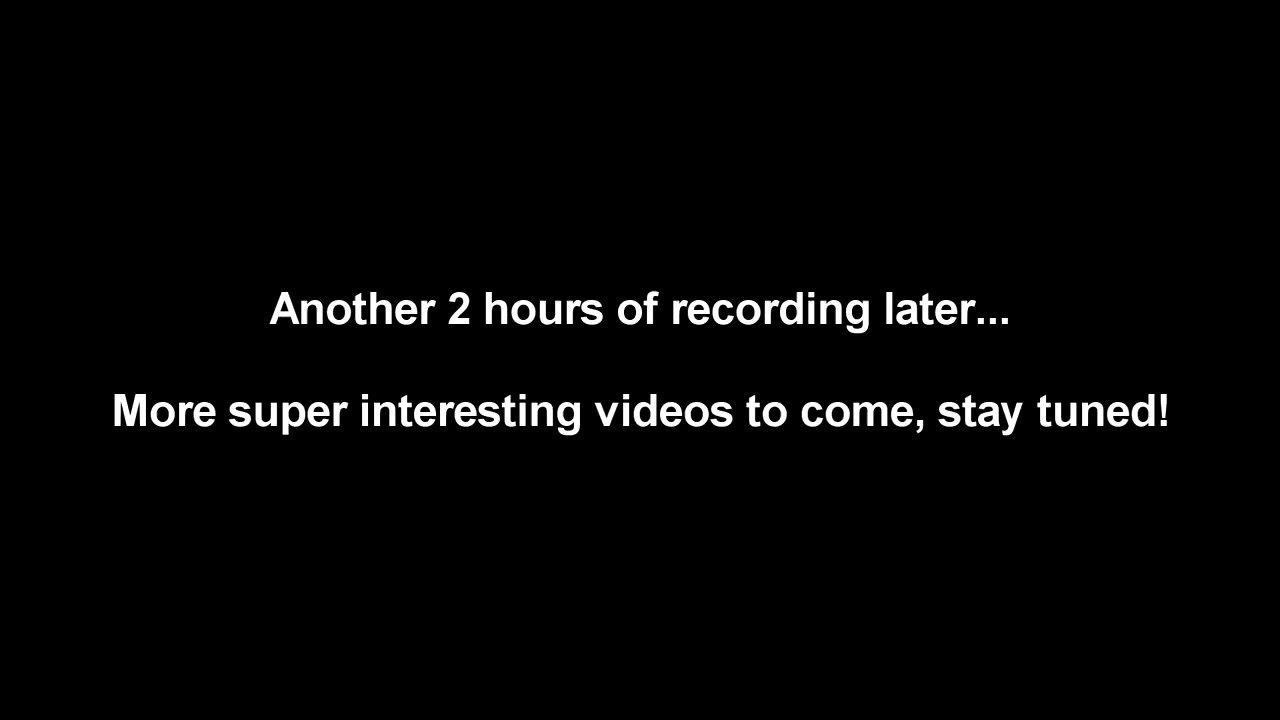 Another 2 hours of recording later...
More super interesting videos to come, stay tuned!